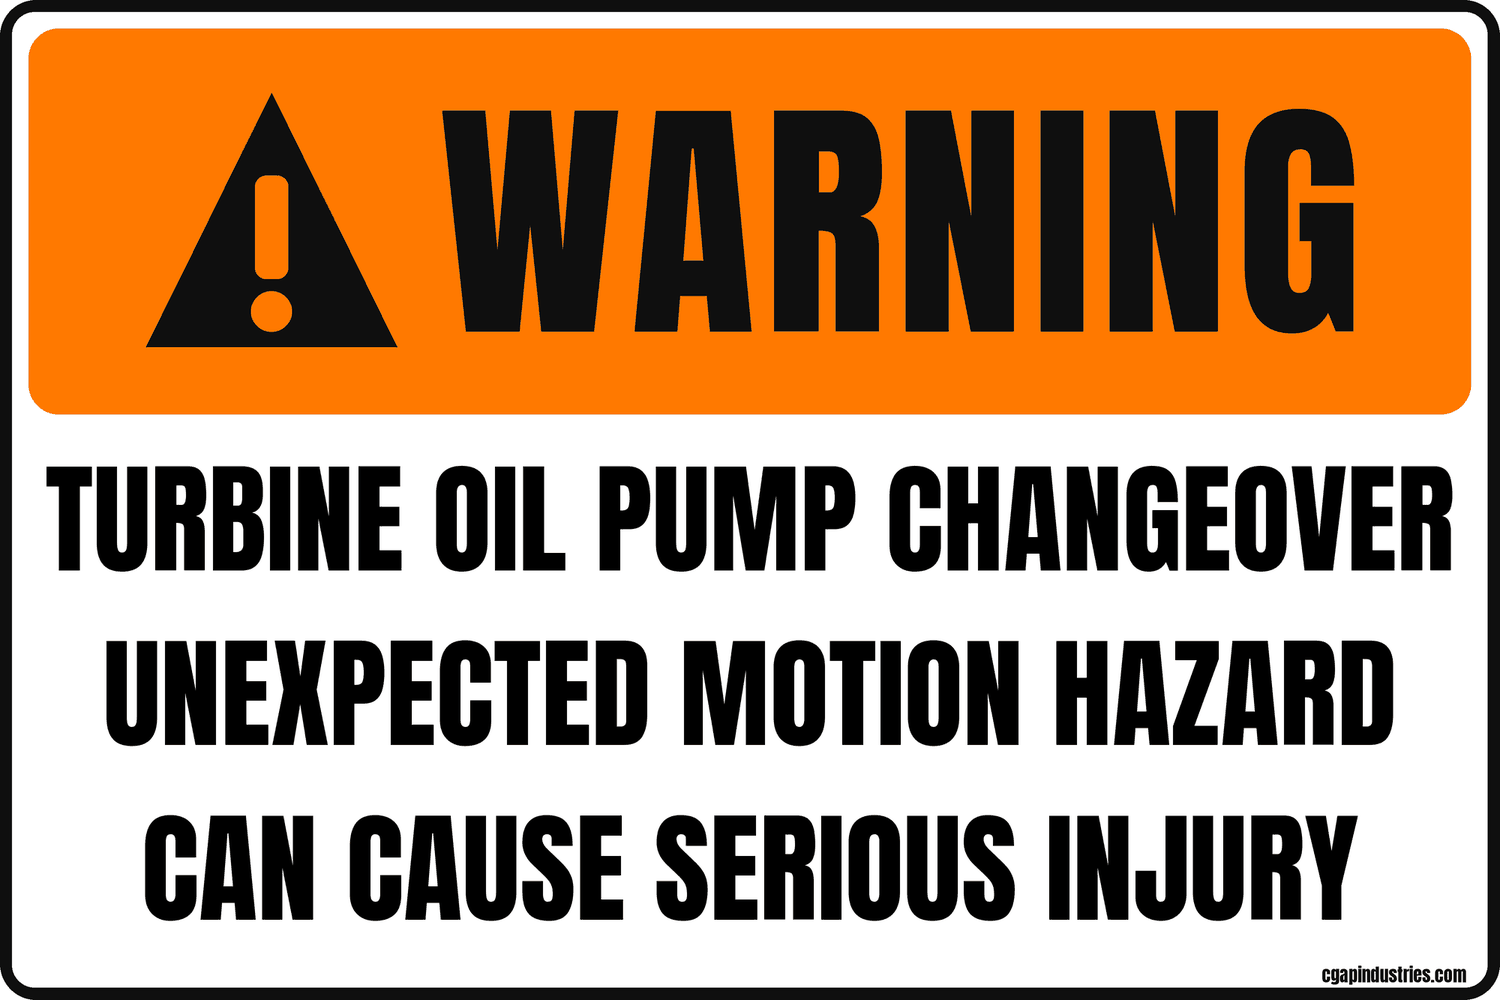 WARNING
TURBINE OIL PUMP CHANGEOVER
UNEXPECTED MOTION HAZARD
CAN CAUSE SERIOUS INJURY
cgapindustries.com